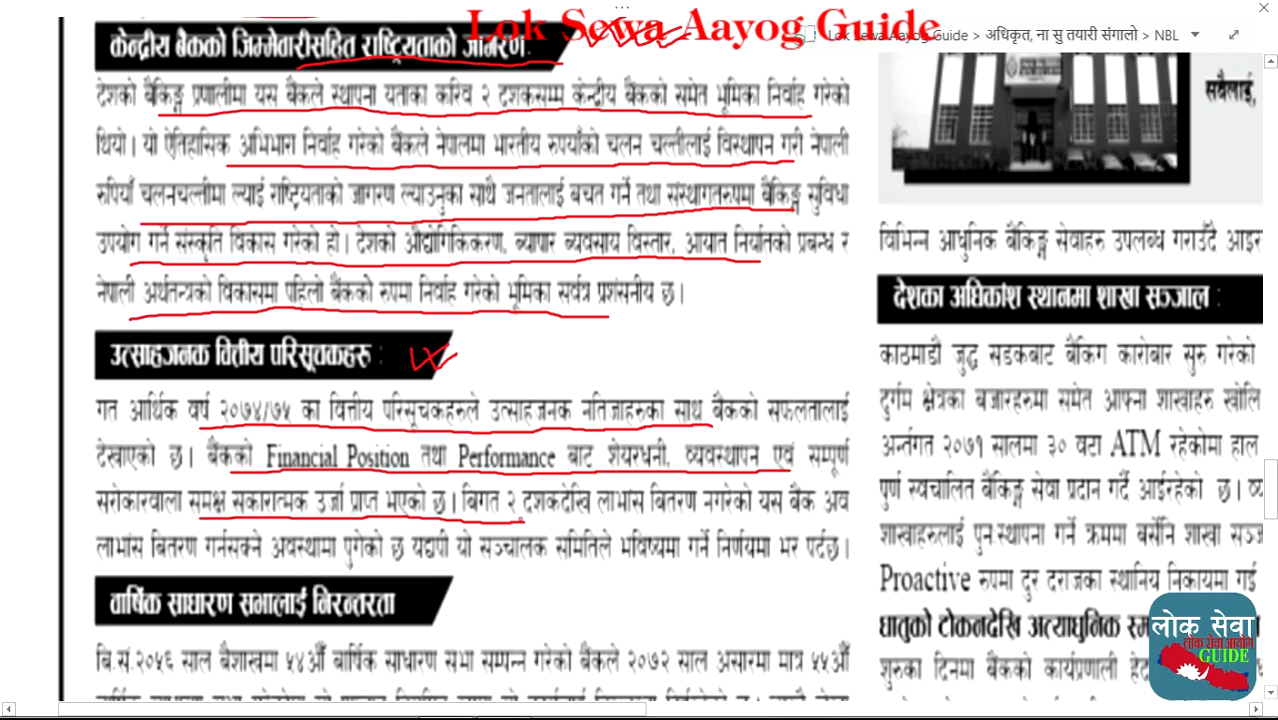 Lok Sewa Aayog Guide
Lok Sewa Aayog Guide > अधिकृत, ना सु तयारी संगालो > NBL
केन्द्रीय बैंकको जिम्मेवारीसहित राष्ट्रियताको जागरण:
देशको बैंकिङ्ग प्रणालीमा यस बैंकले स्थापना यताका करिव २ दशकसम्म केन्द्रीय बैंकको समेत भूमिका निर्वाह गरेको
थियो। यो ऐतिहासिक अभिभारा निर्वाह गरेको बैंकले नेपालमा भारतीय रुपयाँको चलन चल्तीलाई विस्थापन गरी नेपाली
रुपियाँ चलनचल्तीमा ल्याई राष्ट्रियताको जागरण ल्याउनुका साथै जनतालाई बचत गर्ने तथा संस्थागतरुपमा बैंकिङ्ग सुविधा
उपयोग गर्ने संस्कृति विकास गरेको हो। देशको औद्योगिकिकरण, ब्यापार ब्यवसाय विस्तार, आयात निर्यातको प्रबन्ध र
नेपाली अर्थतन्त्रको विकासमा पहिलो बैंकको रुपमा निर्वाह गरेको भूमिका सर्वत्र प्रशंसनीय छ।
उत्साहजनक वित्तीय परिसूचकहरु :
गत आर्थिक वर्ष २०७४/७५ का वित्तीय परिसूचकहरुले उत्साहजनक नतिजाहरुका साथ बैंकको सफलतालाई
देखाएको छ। बैंकको Financial Position तथा Performance बाट शेयरधनी, व्यवस्थापन एवं सम्पूर्ण
सरोकारवाला समक्ष सकारात्मक उर्जा प्राप्त भएको छ। बिगत २ दशकदेखि लाभांस बितरण नगरेको यस बैंक अव
लाभांस बितरण गर्नसक्ने अवस्थामा पुगेको छ यद्यपी यो सञ्चालक समितिले भविष्यमा गर्ने निर्णयमा भर पर्दछ।
वार्षिक साधारण सभालाई निरन्तरता
बि.सं.२०५६ साल बैशाखमा ५४औँ बार्षिक साधारण सभा सम्पन्न गरेको बैंकले २०७२ साल असारमा मात्र ५५औँ
सबैलाई,
विभिन्न आधुनिक बैंकिङ्ग सेवाहरु उपलब्ध गराउँदै आइर
देशका अधिकांश स्थानमा शाखा सञ्जाल :
काठमाडौं जुद्ध सडकबाट बैंकिग कारोबार सुरु गरेको
दुर्गम क्षेत्रका बजारहरुमा समेत आफ्ना शाखाहरु खोलि
अर्न्तगत २०७१ सालमा ३० वटा ATM रहेकोमा हाल
पुर्ण स्वचालित बैंकिङ्ग सेवा प्रदान गर्दै आईरहेको छ। ब्य
शाखाहरुलाई पुनःस्थापना गर्ने क्रममा बर्सेनि शाखा सञ्ज
Proactive रुपमा दुर दराजका स्थानिय निकायमा गई
धातुको टोकनदेखि अत्याधुनिक स्म
शुरुका दिनमा बैंकको कार्यप्रणाली
लोक सेवा
लोक सेवा आयोग
GUIDE